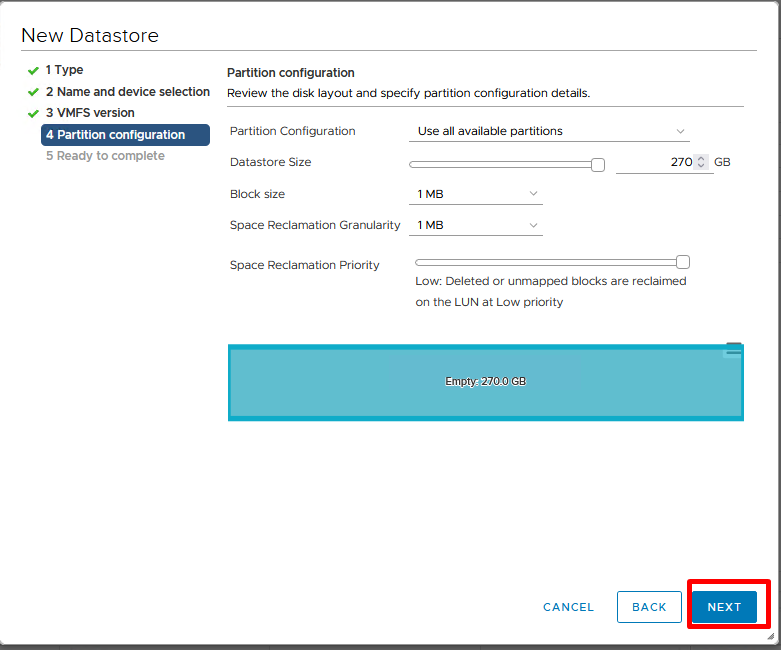 New Datastore
1 Type
2 Name and device selection
3 VMFS version
4 Partition configuration
5 Ready to complete
Partition configuration
Review the disk layout and specify partition configuration details.
Partition Configuration Use all available partitions
Datastore Size 270 GB
Block size 1 MB
Space Reclamation Granularity 1 MB
Space Reclamation Priority
Low: Deleted or unmapped blocks are reclaimed
on the LUN at Low priority
Empty: 270.0 GB
CANCEL BACK NEXT